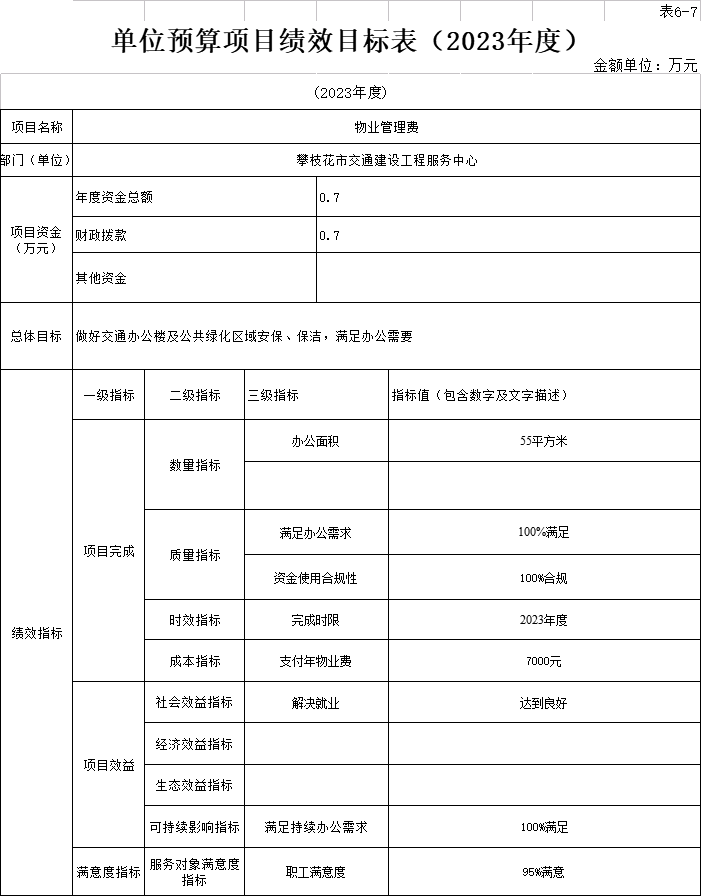 表6-7
单位预算项目绩效目标表（2023年度）
金额单位：万元
(2023年度)
项目名称 物业管理费
部门（单位） 攀枝花市交通建设工程服务中心
项目资金
（万元）
年度资金总额 0.7
财政拨款 0.7
其他资金
总体目标 做好交通办公楼及公共绿化区域安保、保洁，满足办公需要
绩效指标
一级指标 二级指标 三级指标 指标值（包含数字及文字描述）
项目完成
数量指标
办公面积 55平方米
质量指标
满足办公需求 100%满足
资金使用合规性 100%合规
时效指标 完成时限 2023年度
成本指标 支付年物业费 7000元
项目效益
社会效益指标 解决就业 达到良好
经济效益指标
生态效益指标
可持续影响指标 满足持续办公需求 100%满足
满意度指标
服务对象满意度
指标
职工满意度 95%满意